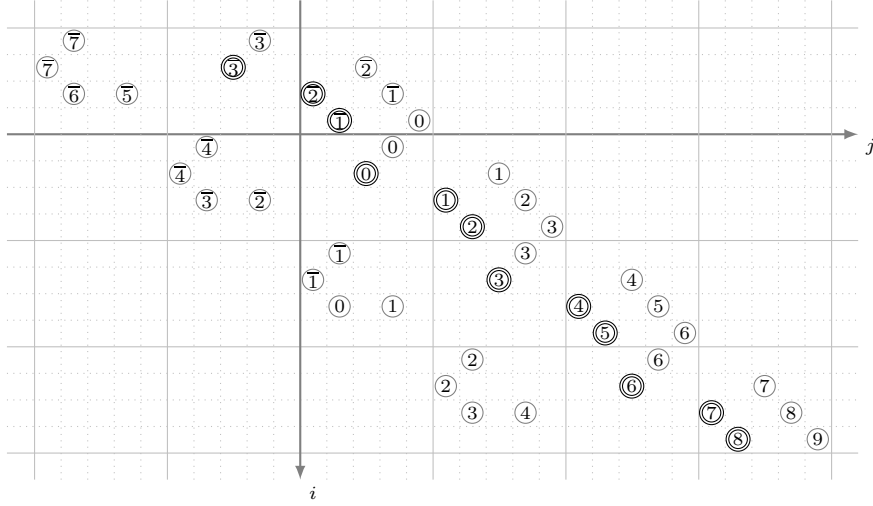 7̅ 3̅
7̅ 3̅ 2̅
6̅ 5̅ 2̅ 1̅
1̅ 0
4̅ 0 j
4̅ 0 1
3̅ 2̅ 1 2
2 3
1̅ 3
1̅ 3 4
0 1 4 5
5 6
2 6
2 6 7
3 4 7 8
8 9
i